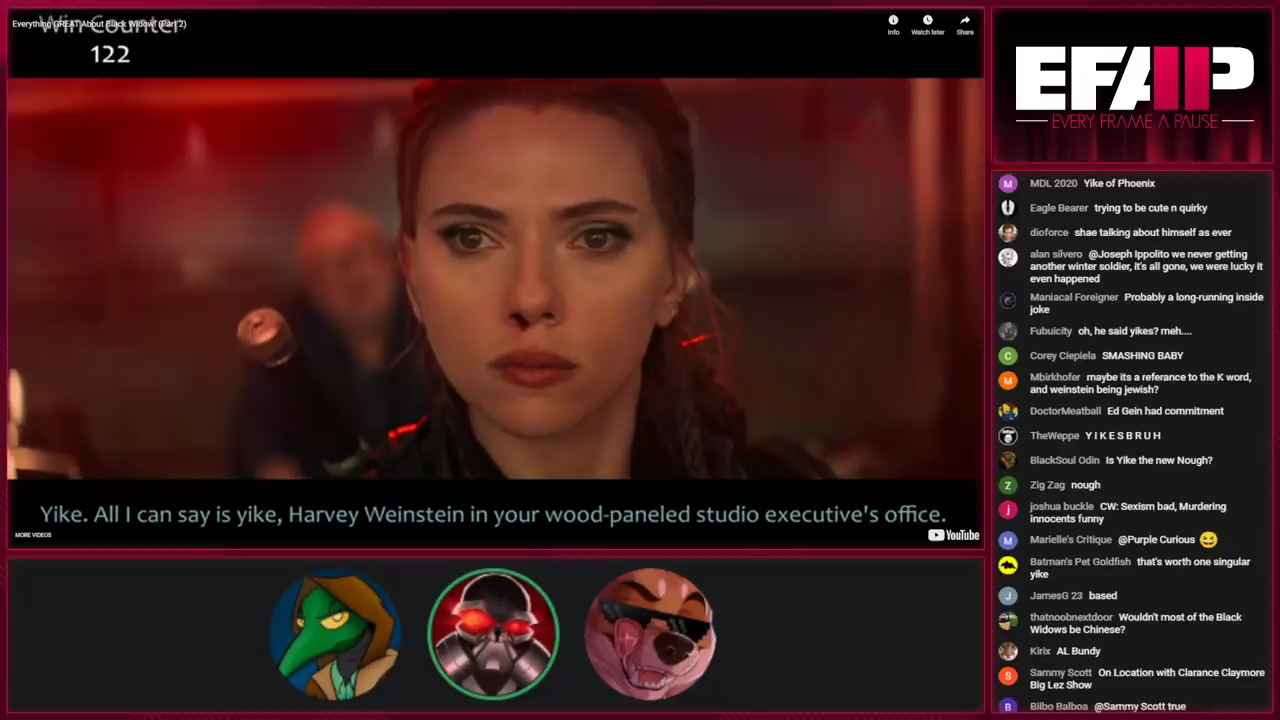 Everything GREAT About Black Widow! (Part 2)
Win Counter
122
Info
Watch later
Share
Yike. All I can say is yike, Harvey Weinstein in your wood-paneled studio executive's office.
MORE VIDEOS
YouTube
EFAP
EVERY FRAME A PAUSE
M
MDL 2020 Yike of Phoenix
Eagle Bearer trying to be cute n quirky
dioforce shae talking about himself as ever
alan silvero @Joseph Ippolito we never getting
another winter soldier, it's all gone, we were lucky it
even happened
Maniacal Foreigner Probably a long-running inside
joke
Fubuicity oh, he said yikes? meh....
C
Corey Ciepiela SMASHING BABY
M
Mbirkhofer maybe its a referance to the K word,
and weinstein being jewish?
DoctorMeatball Ed Gein had commitment
TheWeppe Y I K E S B R U H
BlackSoul Odin Is Yike the new Nough?
Z
Zig Zag nough
j
joshua buckle CW: Sexism bad, Murdering
innocents funny
M
Marielle's Critique @Purple Curious 😆
Batman's Pet Goldfish that's worth one singular
yike
J
JamesG 23 based
thatnoobnextdoor Wouldn't most of the Black
Widows be Chinese?
Kirix AL Bundy
S
Sammy Scott On Location with Clarance Claymore
Big Lez Show
B
Bilbo Balboa @Sammy Scott true